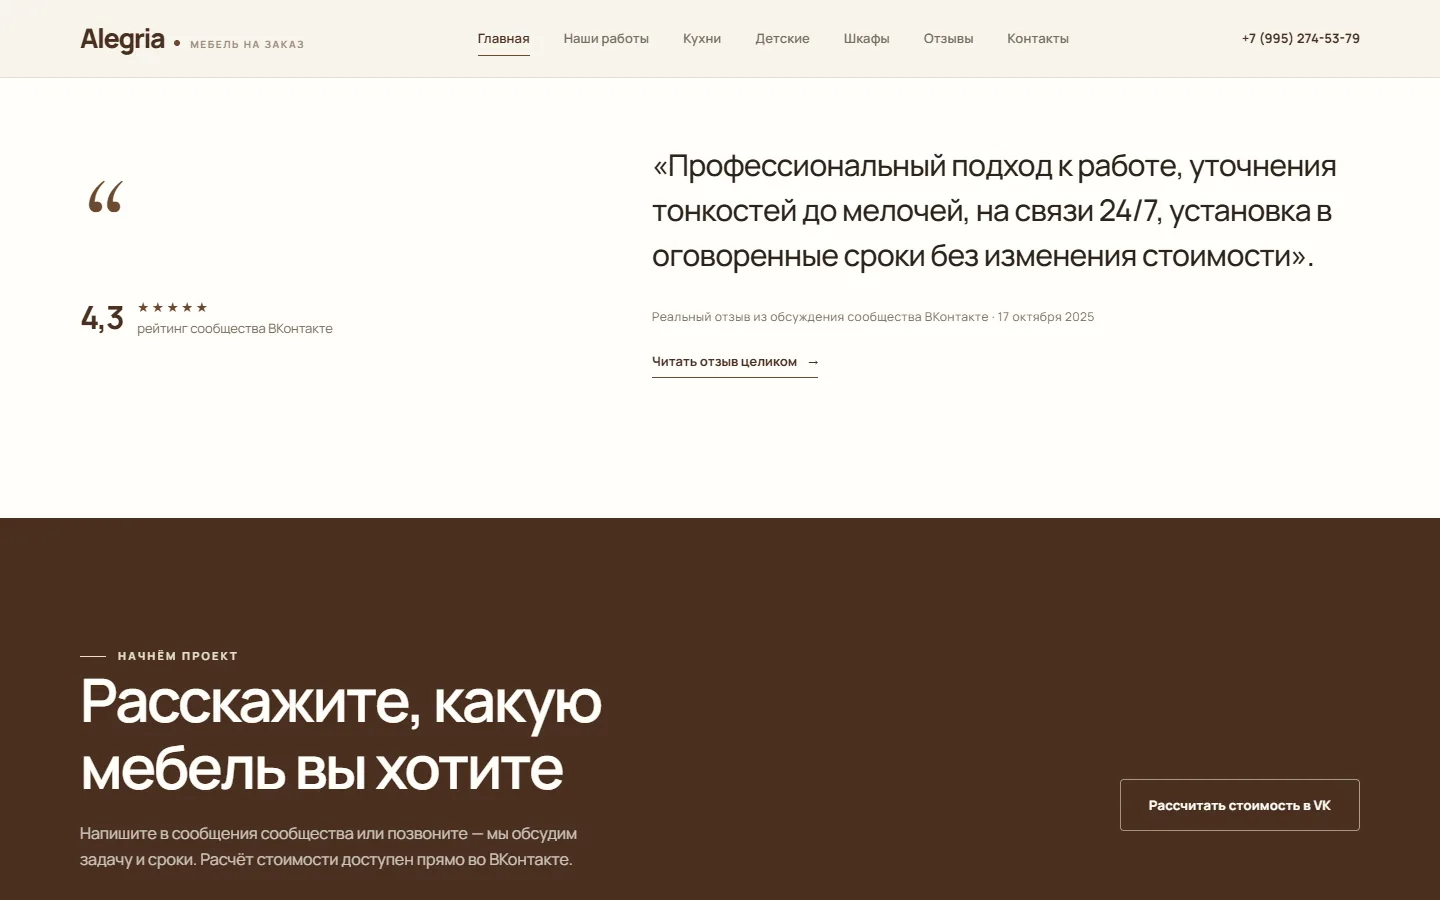 Alegria • МЕБЕЛЬ НА ЗАКАЗ
Главная Наши работы Кухни Детские Шкафы Отзывы Контакты
+7 (995) 274-53-79
“
4,3 ★★★★★
рейтинг сообщества ВКонтакте
«Профессиональный подход к работе, уточнения
тонкостей до мелочей, на связи 24/7, установка в
оговоренные сроки без изменения стоимости».
Реальный отзыв из обсуждения сообщества ВКонтакте · 17 октября 2025
Читать отзыв целиком →
НАЧНЁМ ПРОЕКТ
Расскажите, какую
мебель вы хотите
Напишите в сообщения сообщества или позвоните — мы обсудим
задачу и сроки. Расчёт стоимости доступен прямо во ВКонтакте.
Рассчитать стоимость в VK